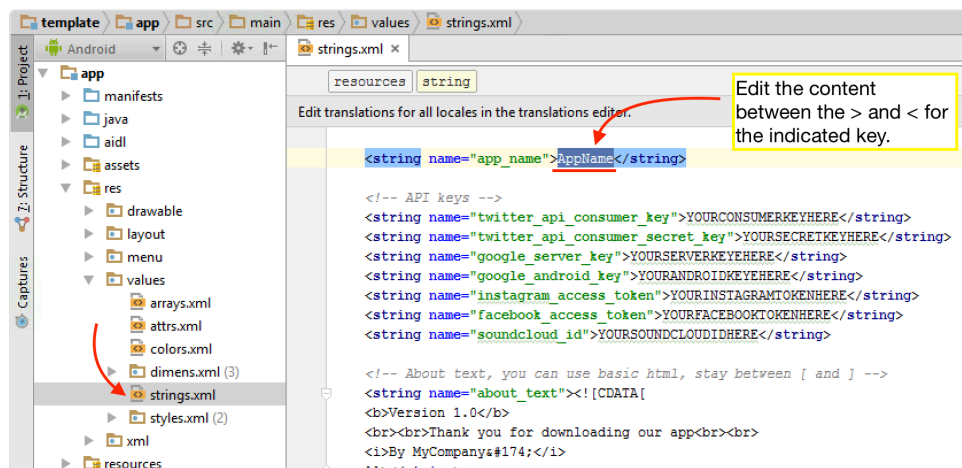 template app src main res values strings.xml
1: Project
7: Structure
Captures
Android
app
manifests
java
aidl
assets
res
drawable
layout
menu
values
arrays.xml
attrs.xml
colors.xml
dimens.xml (3)
strings.xml
styles.xml (2)
xml
resources
strings.xml ×
resources string
Edit translations for all locales in the translations editor.
Edit the content
between the > and < for
the indicated key.
<string name="app_name">AppName</string>
<!-- API keys -->
<string name="twitter_api_consumer_key">YOURCONSUMERKEYHERE</string>
<string name="twitter_api_consumer_secret_key">YOURSECRETKEYHERE</string>
<string name="google_server_key">YOURSERVERKEYEHERE</string>
<string name="google_android_key">YOURANDROIDKEYEHERE</string>
<string name="instagram_access_token">YOURINSTAGRAMTOKENHERE</string>
<string name="facebook_access_token">YOURFACEBOOKTOKENHERE</string>
<string name="soundcloud_id">YOURSOUNDCLOUDIDHERE</string>
<!-- About text, you can use basic html, stay between [ and ] -->
<string name="about_text"><![CDATA[
<b>Version 1.0</b>
<br><br>Thank you for downloading our app<br><br>
<i>By MyCompany&#174;</i>